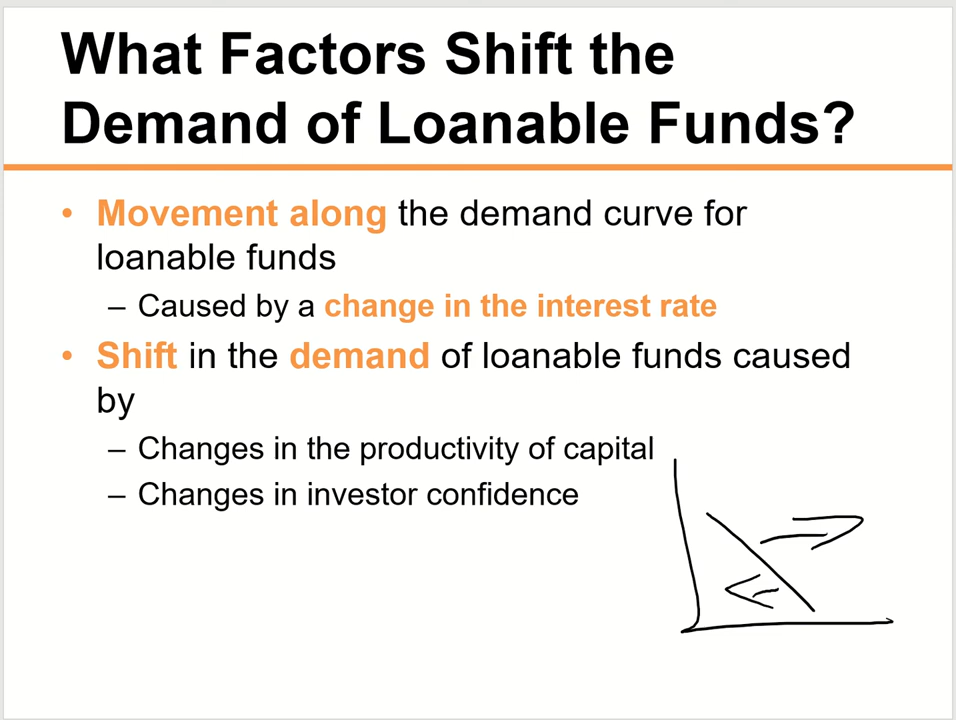 What Factors Shift the
Demand of Loanable Funds?
• Movement along the demand curve for
loanable funds
– Caused by a change in the interest rate
• Shift in the demand of loanable funds caused
by
– Changes in the productivity of capital
– Changes in investor confidence